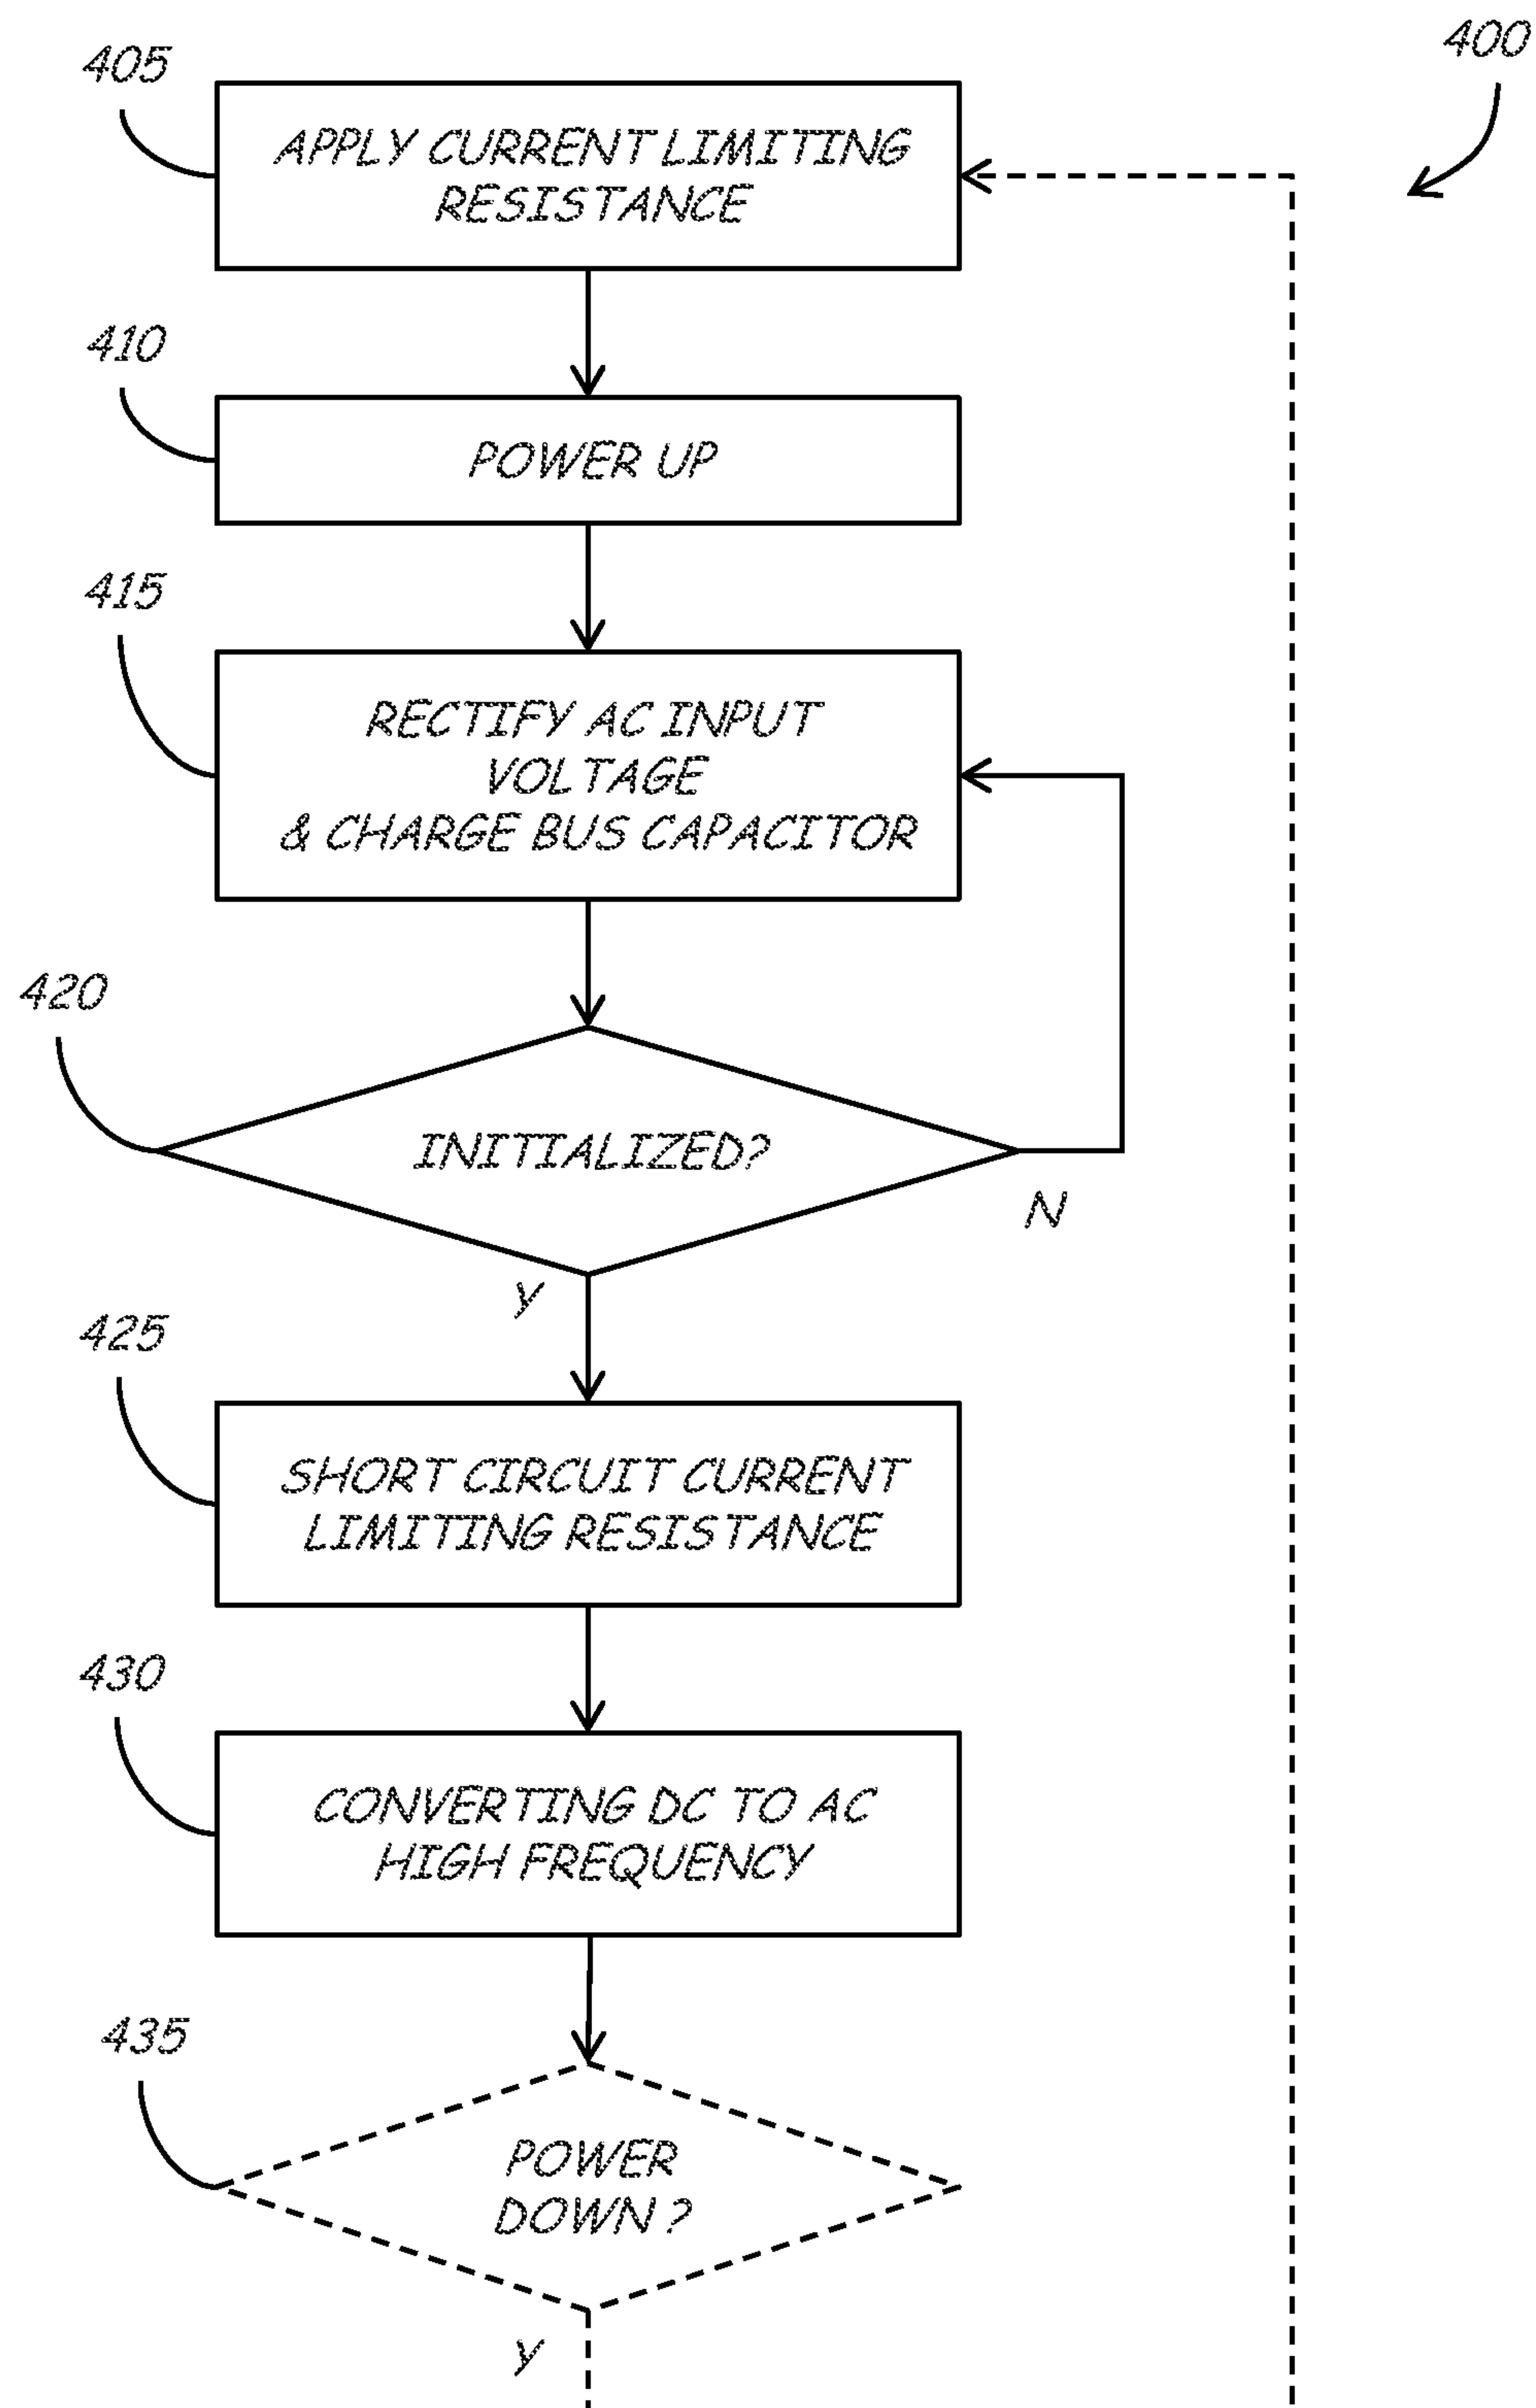 400
405
APPLY CURRENT LIMITING
RESISTANCE
410
POWER UP
415
RECTIFY AC INPUT
VOLTAGE
& CHARGE BUS CAPACITOR
420
INITIALIZED?
N
Y
425
SHORT CIRCUIT CURRENT
LIMITING RESISTANCE
430
CONVERTING DC TO AC
HIGH FREQUENCY
435
POWER
DOWN ?
Y